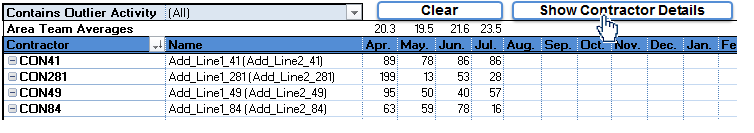 Contains Outlier Activity (All) Clear Show Contractor Details
Area Team Averages 20.3 19.5 21.6 23.5
Contractor Name Apr. May. Jun. Jul. Aug. Sep. Oct. Nov. Dec. Jan. Fe
CON41 Add_Line1_41 (Add_Line2_41) 89 78 86 86
CON281 Add_Line1_281 (Add_Line2_281) 199 13 53 28
CON49 Add_Line1_49 (Add_Line2_49) 95 50 40 57
CON84 Add_Line1_84 (Add_Line2_84) 63 59 78 16